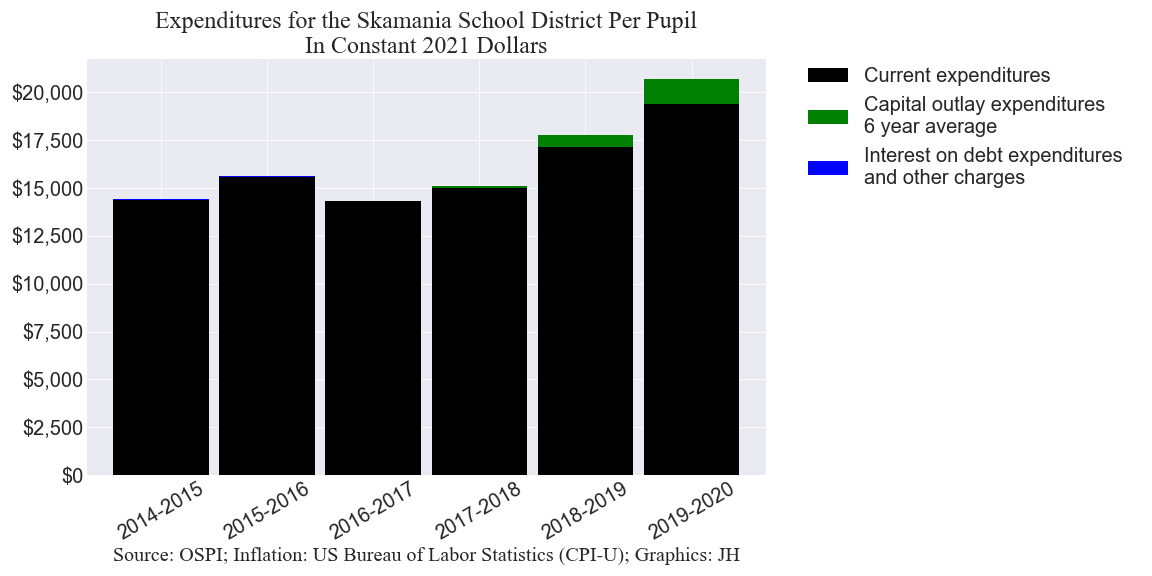 Expenditures for the Skamania School District Per Pupil
In Constant 2021 Dollars
$20,000
$17,500
$15,000
$12,500
$10,000
$7,500
$5,000
$2,500
$0
2014-2015
2015-2016
2016-2017
2017-2018
2018-2019
2019-2020
Current expenditures
Capital outlay expenditures
6 year average
Interest on debt expenditures
and other charges
Source: OSPI; Inflation: US Bureau of Labor Statistics (CPI-U); Graphics: JH